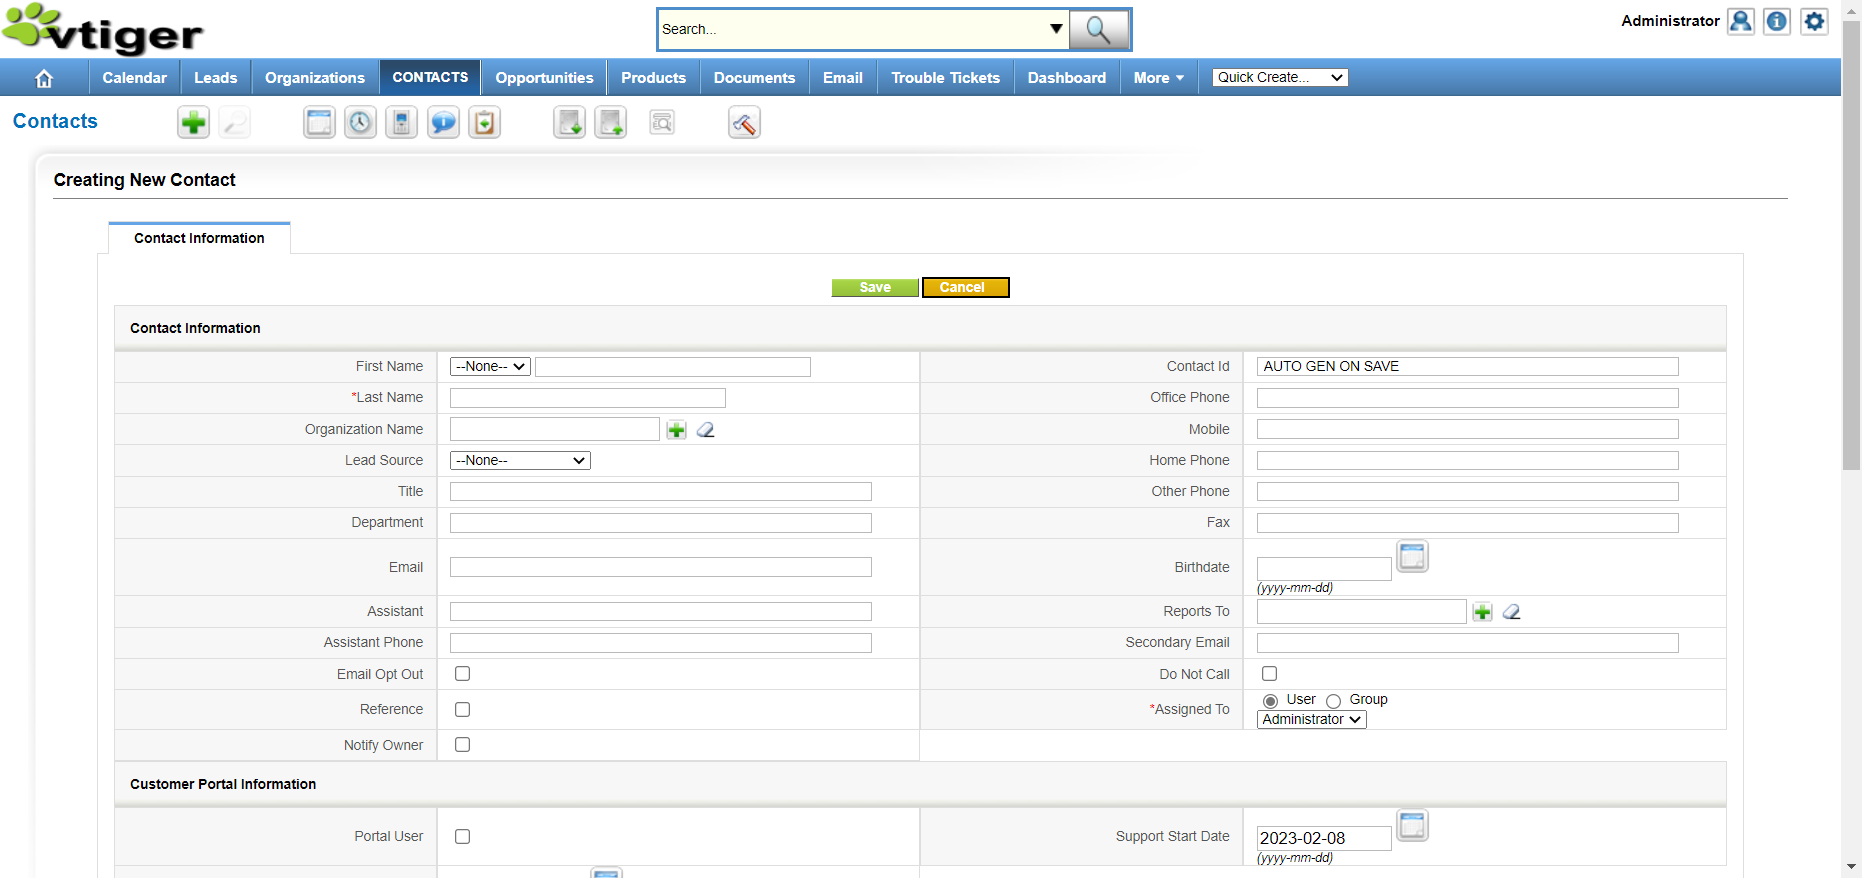 vtiger
Search...
Administrator
Calendar
Leads
Organizations
CONTACTS
Opportunities
Products
Documents
Email
Trouble Tickets
Dashboard
More
Quick Create...
Contacts
Creating New Contact
Contact Information
Save
Cancel
Contact Information
First Name
--None--
Contact Id
AUTO GEN ON SAVE
*Last Name
Office Phone
Organization Name
Mobile
Lead Source
--None--
Home Phone
Title
Other Phone
Department
Fax
Email
Birthdate
(yyyy-mm-dd)
Assistant
Reports To
Assistant Phone
Secondary Email
Email Opt Out
Do Not Call
Reference
*Assigned To
User
Group
Administrator
Notify Owner
Customer Portal Information
Portal User
Support Start Date
2023-02-08
(yyyy-mm-dd)